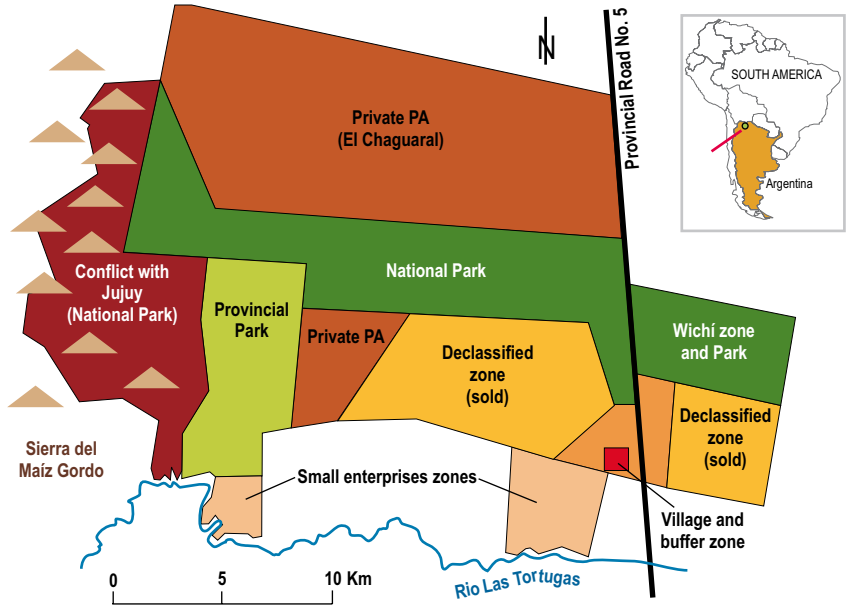 N
Provincial Road No. 5
SOUTH AMERICA
Argentina
Private PA
(El Chaguaral)
National Park
Conflict with
Jujuy
(National Park)
Provincial
Park
Private PA
Declassified
zone
(sold)
Wichí zone
and Park
Declassified
zone
(sold)
Sierra del
Maíz Gordo
Small enterprises zones
Village and
buffer zone
Rio Las Tortugas
0 5 10 Km